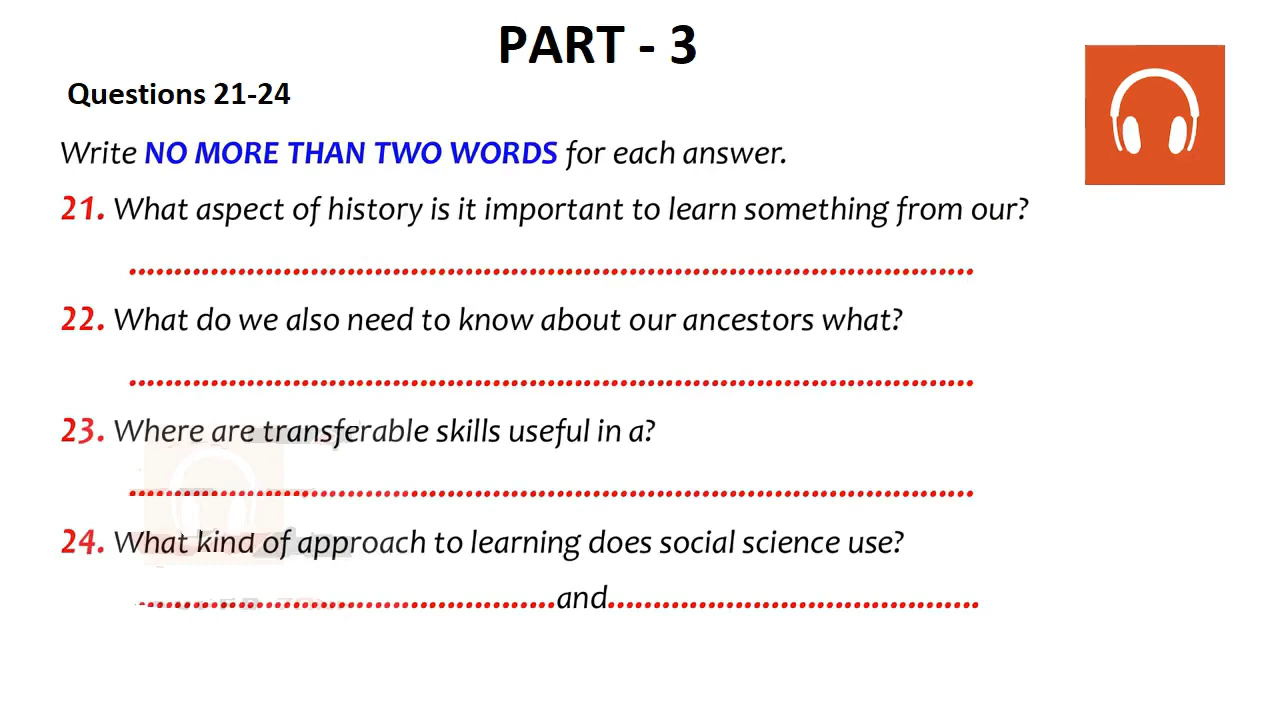 PART - 3
Questions 21-24
Write NO MORE THAN TWO WORDS for each answer.
21. What aspect of history is it important to learn something from our?
................................................................................
22. What do we also need to know about our ancestors what?
................................................................................
23. Where are transferable skills useful in a?
................................................................................
24. What kind of approach to learning does social science use?
........................................and...................................